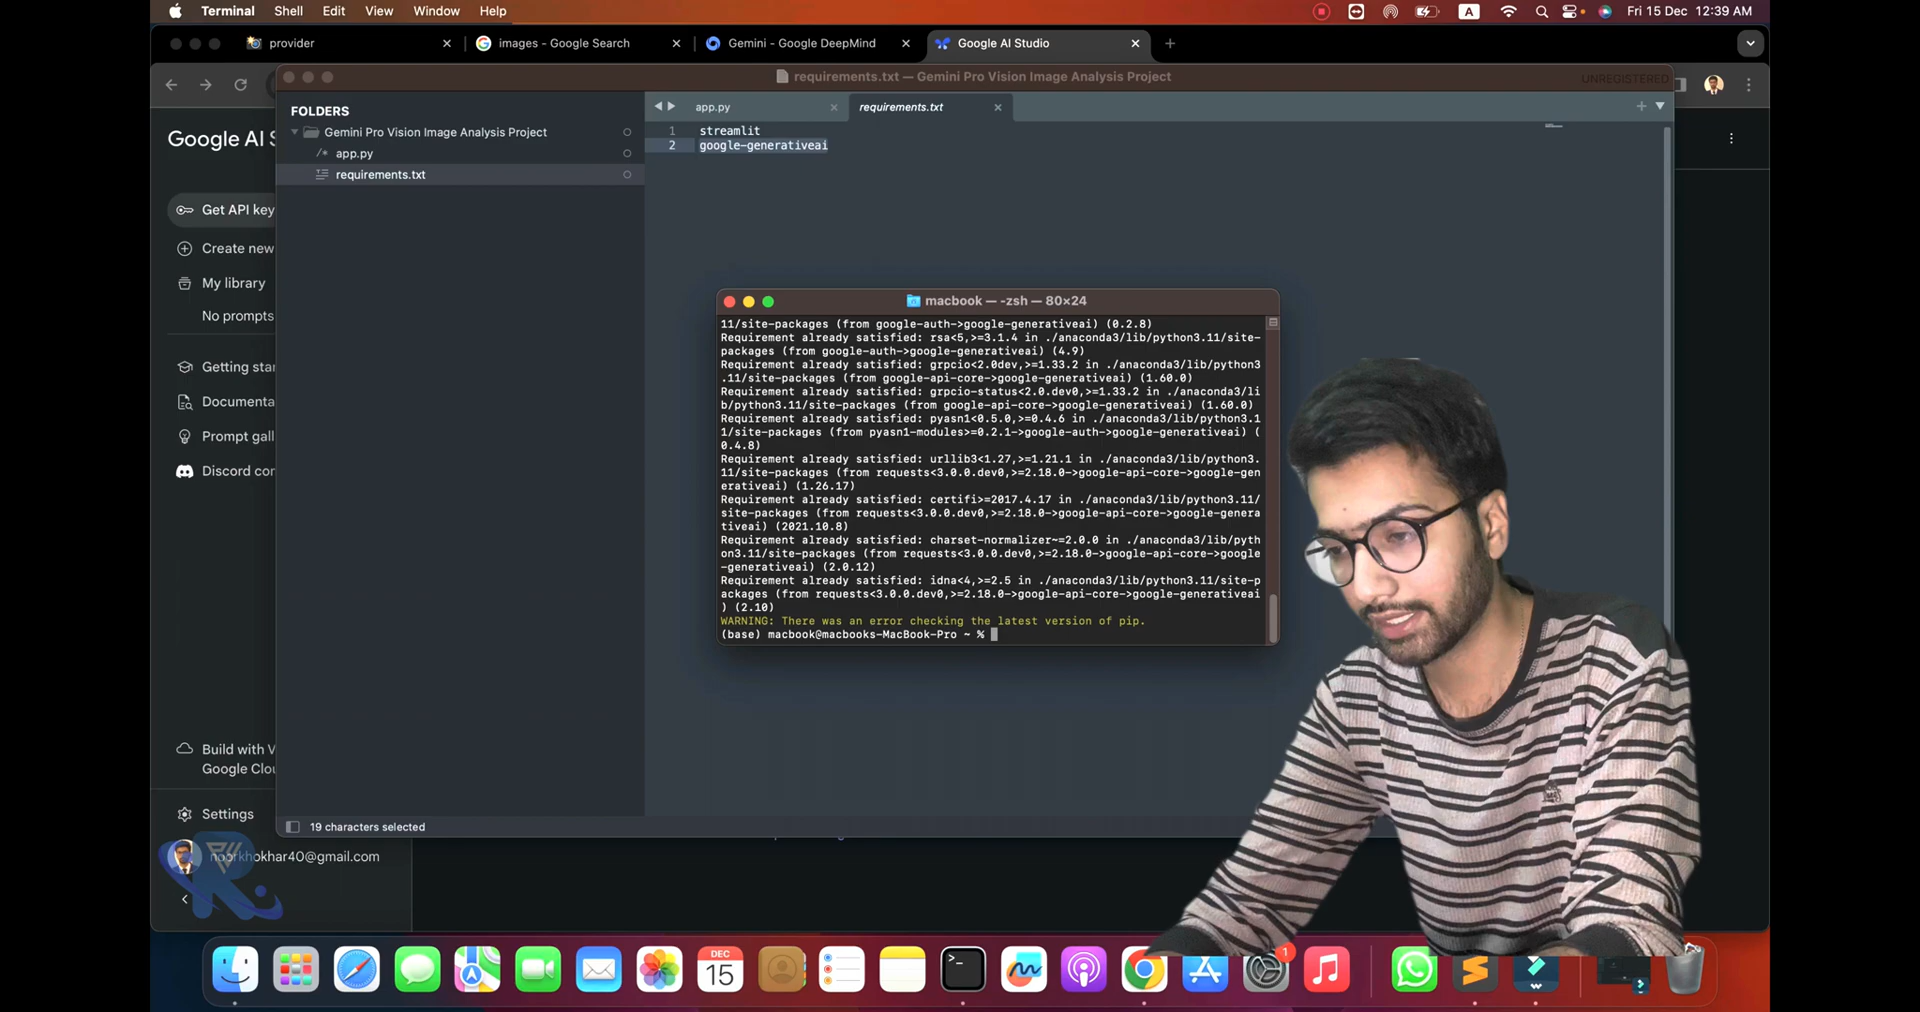 Terminal Shell Edit View Window Help
Fri 15 Dec 12:39 AM
provider
images - Google Search
Gemini - Google DeepMind
Google AI Studio
requirements.txt — Gemini Pro Vision Image Analysis Project
UNREGISTERED
Google AI S
Get API key
Create new
My library
No prompts
Getting star
Documenta
Prompt gall
Discord cor
Build with V
Google Clou
Settings
noorkhokhar40@gmail.com
FOLDERS
Gemini Pro Vision Image Analysis Project
app.py
requirements.txt
app.py
requirements.txt
1 streamlit
2 google-generativeai
macbook — -zsh — 80×24
11/site-packages (from google-auth->google-generativeai) (0.2.8)
Requirement already satisfied: rsa<5,>=3.1.4 in ./anaconda3/lib/python3.11/site-
packages (from google-auth->google-generativeai) (4.9)
Requirement already satisfied: grpcio<2.0dev,>=1.33.2 in ./anaconda3/lib/python3
.11/site-packages (from google-api-core->google-generativeai) (1.60.0)
Requirement already satisfied: grpcio-status<2.0.dev0,>=1.33.2 in ./anaconda3/li
b/python3.11/site-packages (from google-api-core->google-generativeai) (1.60.0)
Requirement already satisfied: pyasn1<0.5.0,>=0.4.6 in ./anaconda3/lib/python3.1
1/site-packages (from pyasn1-modules>=0.2.1->google-auth->google-generativeai) (
0.4.8)
Requirement already satisfied: urllib3<1.27,>=1.21.1 in ./anaconda3/lib/python3.
11/site-packages (from requests<3.0.0.dev0,>=2.18.0->google-api-core->google-gen
erativeai) (1.26.17)
Requirement already satisfied: certifi>=2017.4.17 in ./anaconda3/lib/python3.11/
site-packages (from requests<3.0.0.dev0,>=2.18.0->google-api-core->google-genera
tiveai) (2021.10.8)
Requirement already satisfied: charset-normalizer~=2.0.0 in ./anaconda3/lib/pyth
on3.11/site-packages (from requests<3.0.0.dev0,>=2.18.0->google-api-core->google
-generativeai) (2.0.12)
Requirement already satisfied: idna<4,>=2.5 in ./anaconda3/lib/python3.11/site-p
ackages (from requests<3.0.0.dev0,>=2.18.0->google-api-core->google-generativeai
) (2.10)
WARNING: There was an error checking the latest version of pip.
(base) macbook@macbooks-MacBook-Pro ~ %
19 characters selected
DEC
15
1